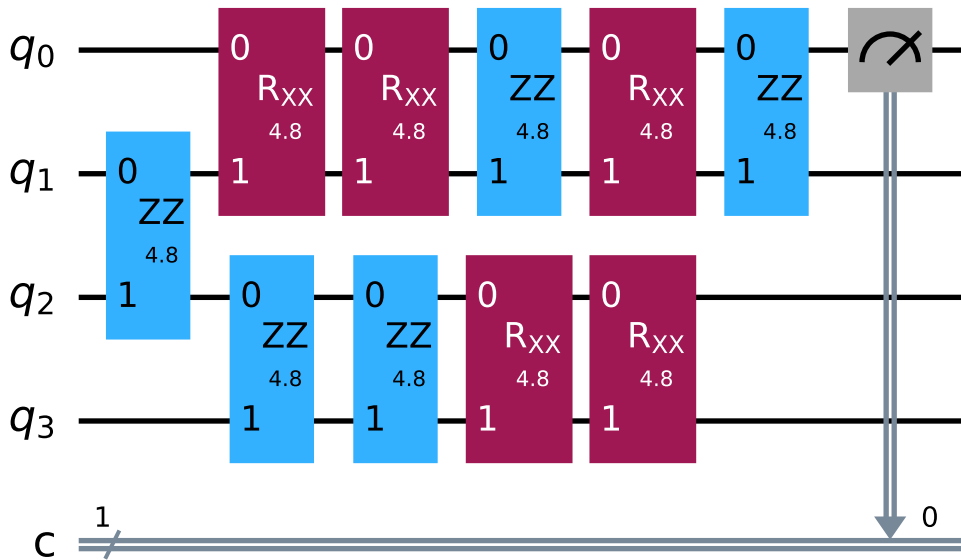 q0 0 0 0 0 0
RXX RXX ZZ RXX ZZ
4.8 4.8 4.8 4.8 4.8
q1 0 1 1 1 1 1
ZZ
4.8
q2 1 0 0 0 0
ZZ ZZ RXX RXX
4.8 4.8 4.8 4.8
q3 1 1 1 1
1 0
c